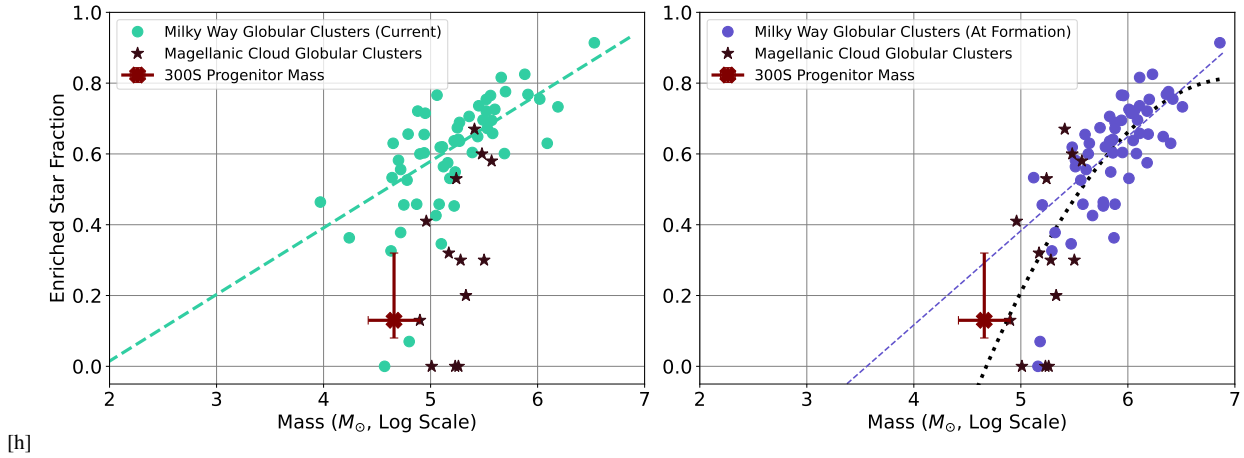 1.0
0.8
0.6
0.4
0.2
0.0
Enriched Star Fraction
Milky Way Globular Clusters (Current)
Magellanic Cloud Globular Clusters
300S Progenitor Mass
2 3 4 5 6 7
Mass (M☉, Log Scale)
1.0
0.8
0.6
0.4
0.2
0.0
Milky Way Globular Clusters (At Formation)
Magellanic Cloud Globular Clusters
300S Progenitor Mass
2 3 4 5 6 7
Mass (M☉, Log Scale)
[h]